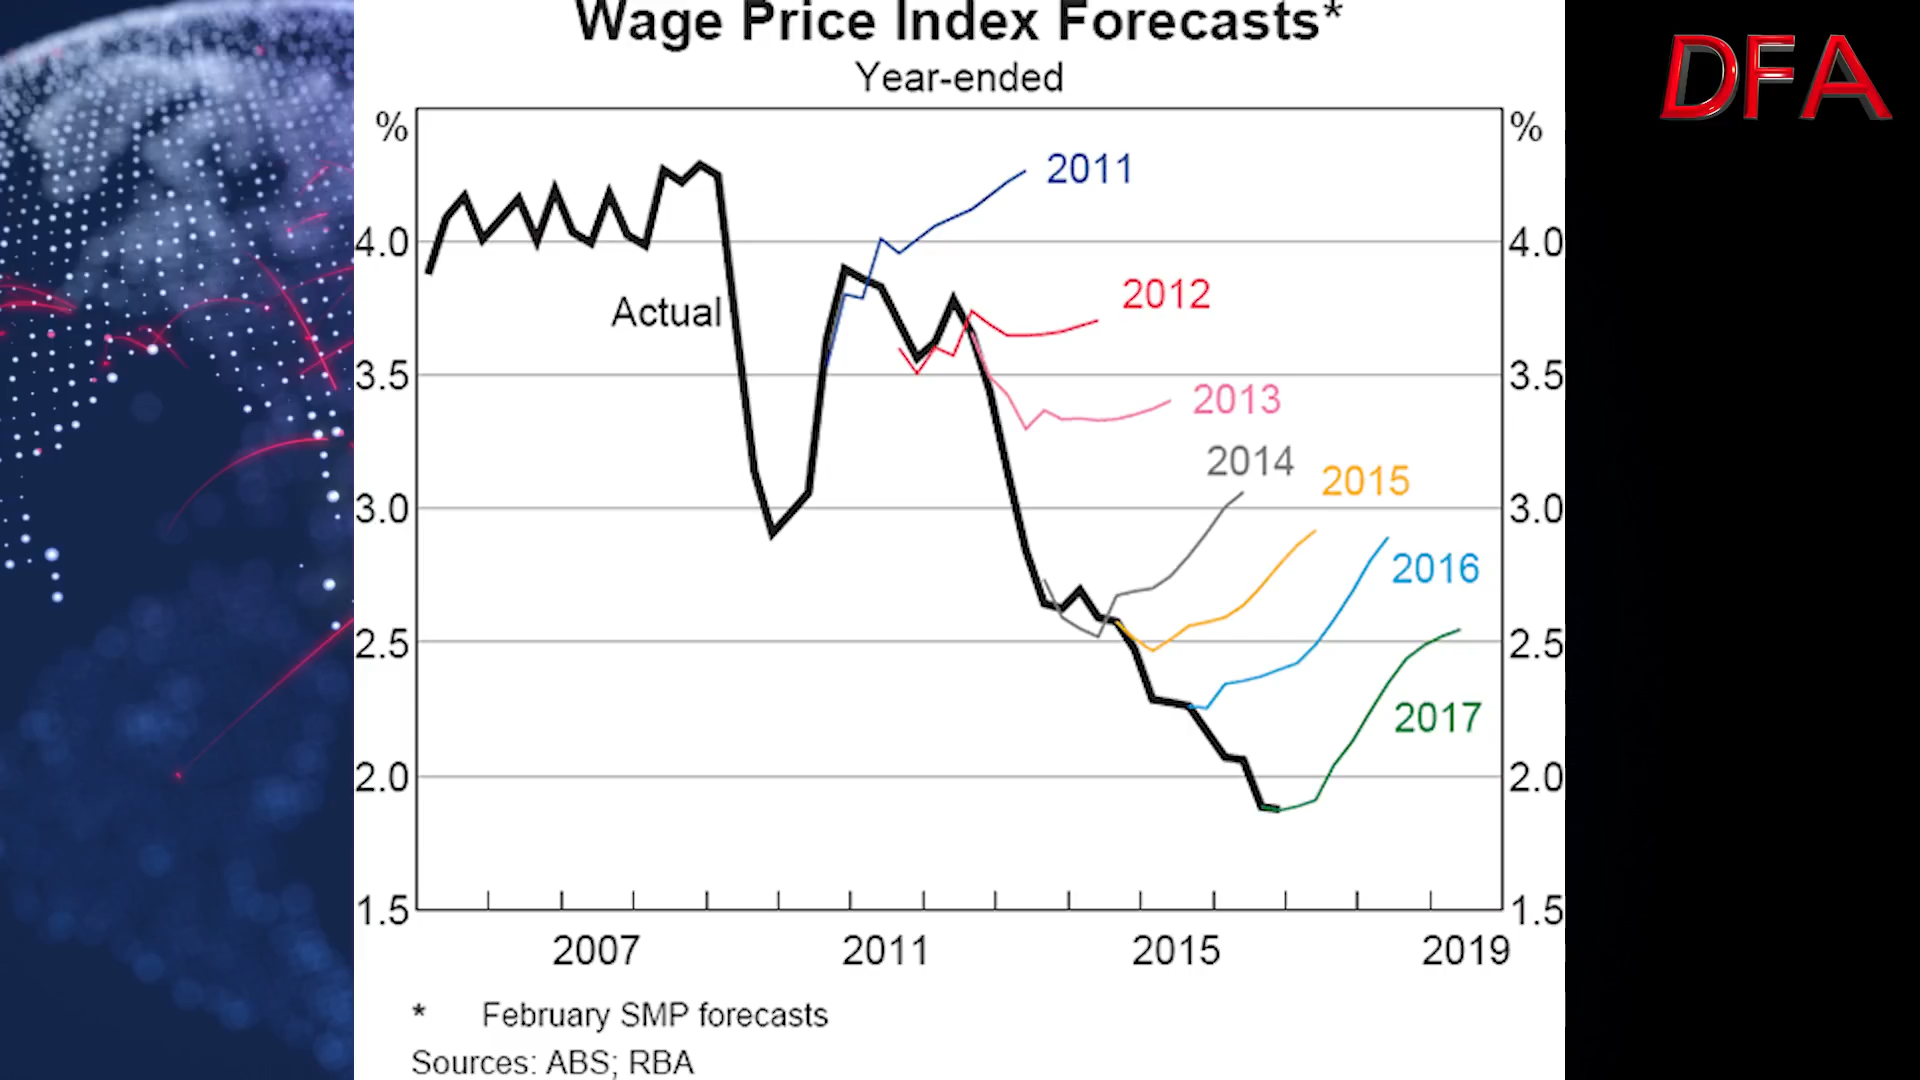 Wage Price Index Forecasts*
DFA
Year-ended
% %
2011
4.0 4.0
2012
Actual
3.5 3.5
2013
2014
2015
3.0 3.0
2016
2.5 2.5
2017
2.0 2.0
1.5 1.5
2007 2011 2015 2019
* February SMP forecasts
Sources: ABS; RBA